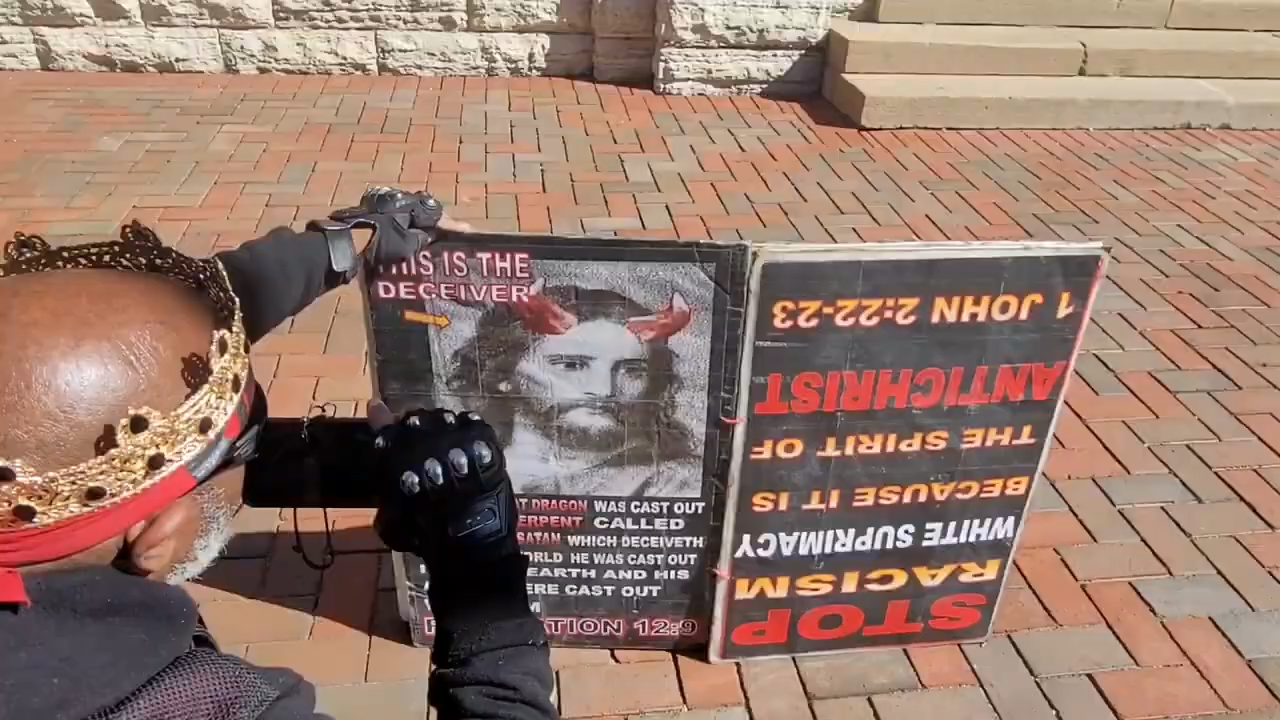 THIS IS THE
DECEIVER
DRAGON WAS CAST OUT
CALLED
SATAN WHICH DECEIVETH
HE WAS CAST OUT
EARTH AND HIS
CAST OUT
12:9
STOP
RACISM
WHITE SUPRIMACY
BECAUSE IT IS
THE SPIRIT OF
ANTICHRIST
1 JOHN 2:22-23